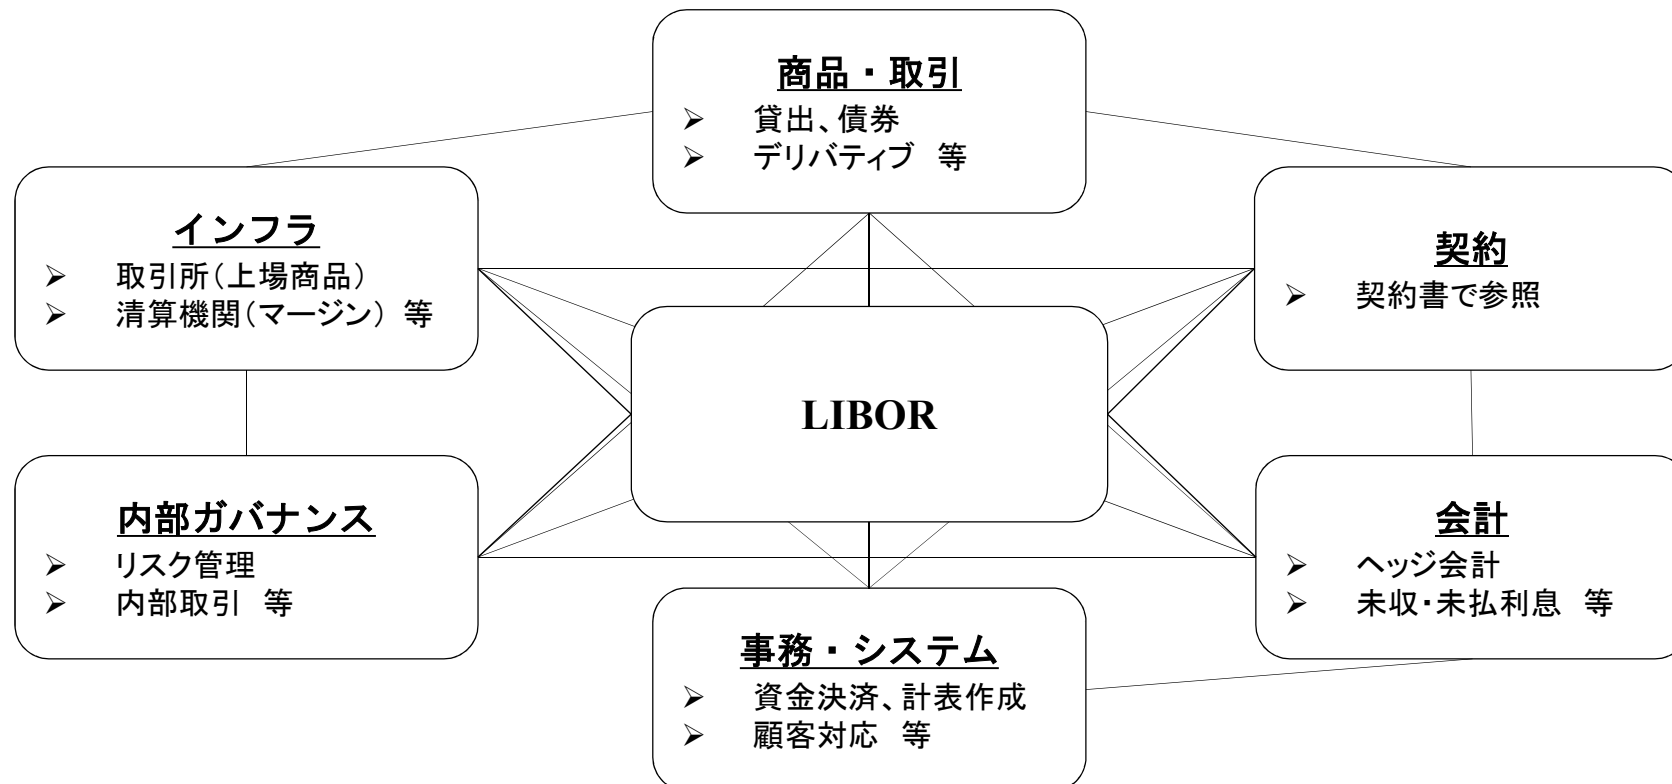 商品・取引
➢ 貸出、債券
➢ デリバティブ 等
インフラ
➢ 取引所(上場商品)
➢ 清算機関(マージン) 等
契約
➢ 契約書で参照
LIBOR
内部ガバナンス
➢ リスク管理
➢ 内部取引 等
会計
➢ ヘッジ会計
➢ 未収・未払利息 等
事務・システム
➢ 資金決済、計表作成
➢ 顧客対応 等